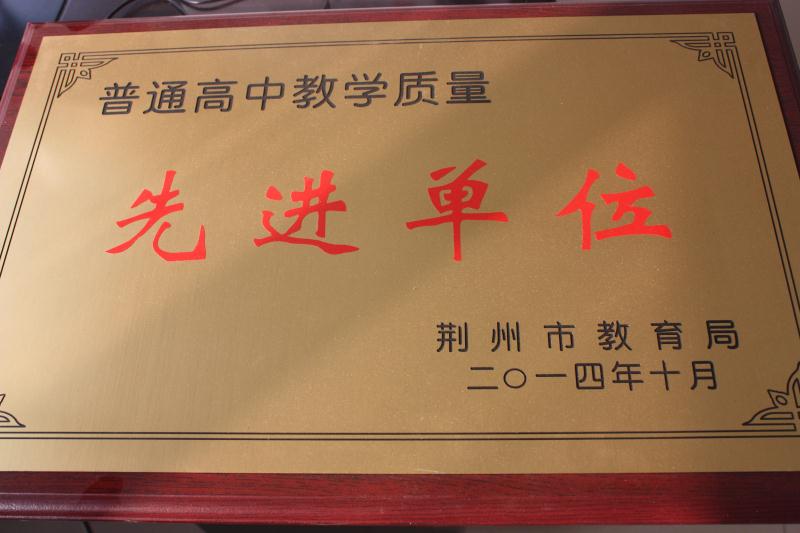 普通高中教学质量
先进单位
荆州市教育局
二○一四年十月